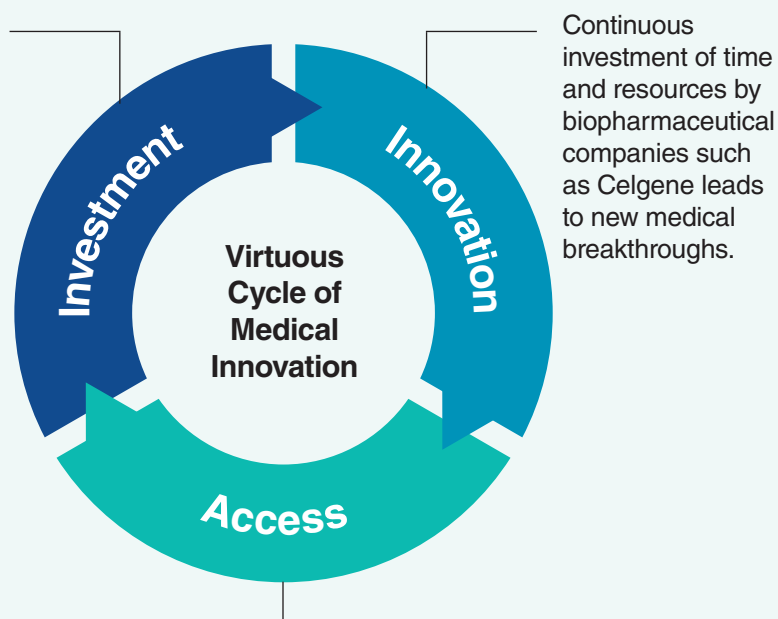 Continuous
investment of time
and resources by
biopharmaceutical
companies such
as Celgene leads
to new medical
breakthroughs.
Investment
Innovation
Virtuous
Cycle of
Medical
Innovation
Access